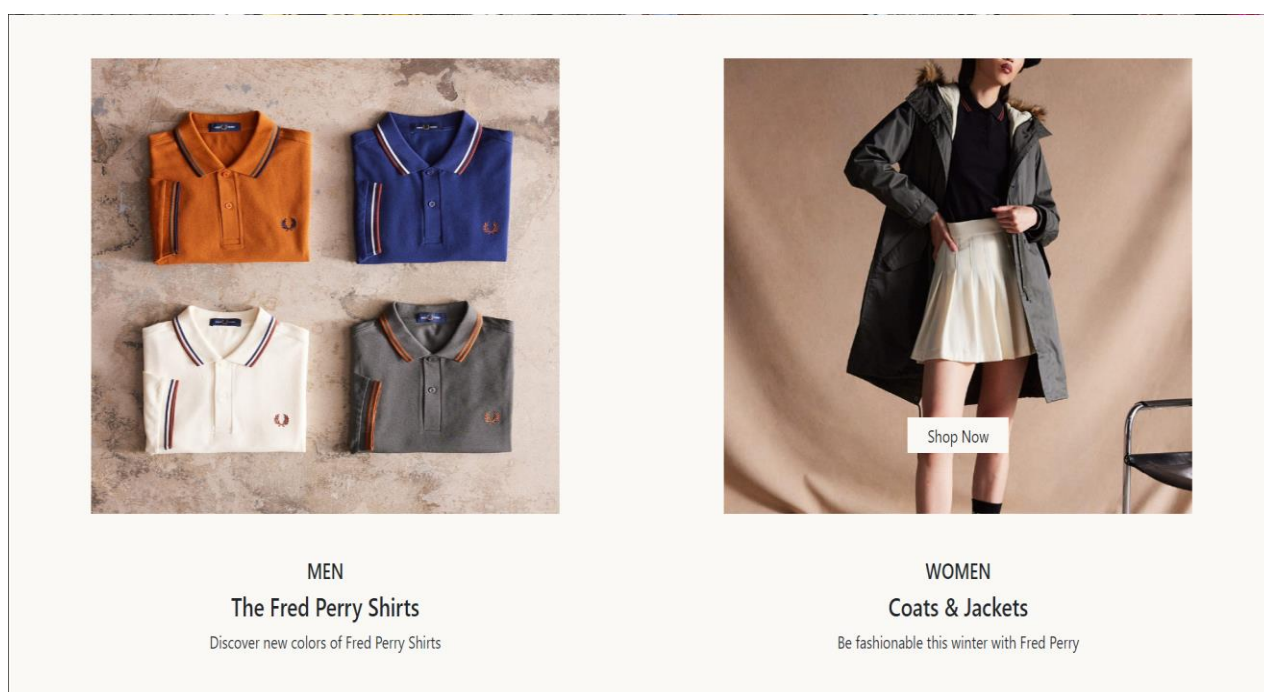 Shop Now
MEN
The Fred Perry Shirts
Discover new colors of Fred Perry Shirts
WOMEN
Coats & Jackets
Be fashionable this winter with Fred Perry